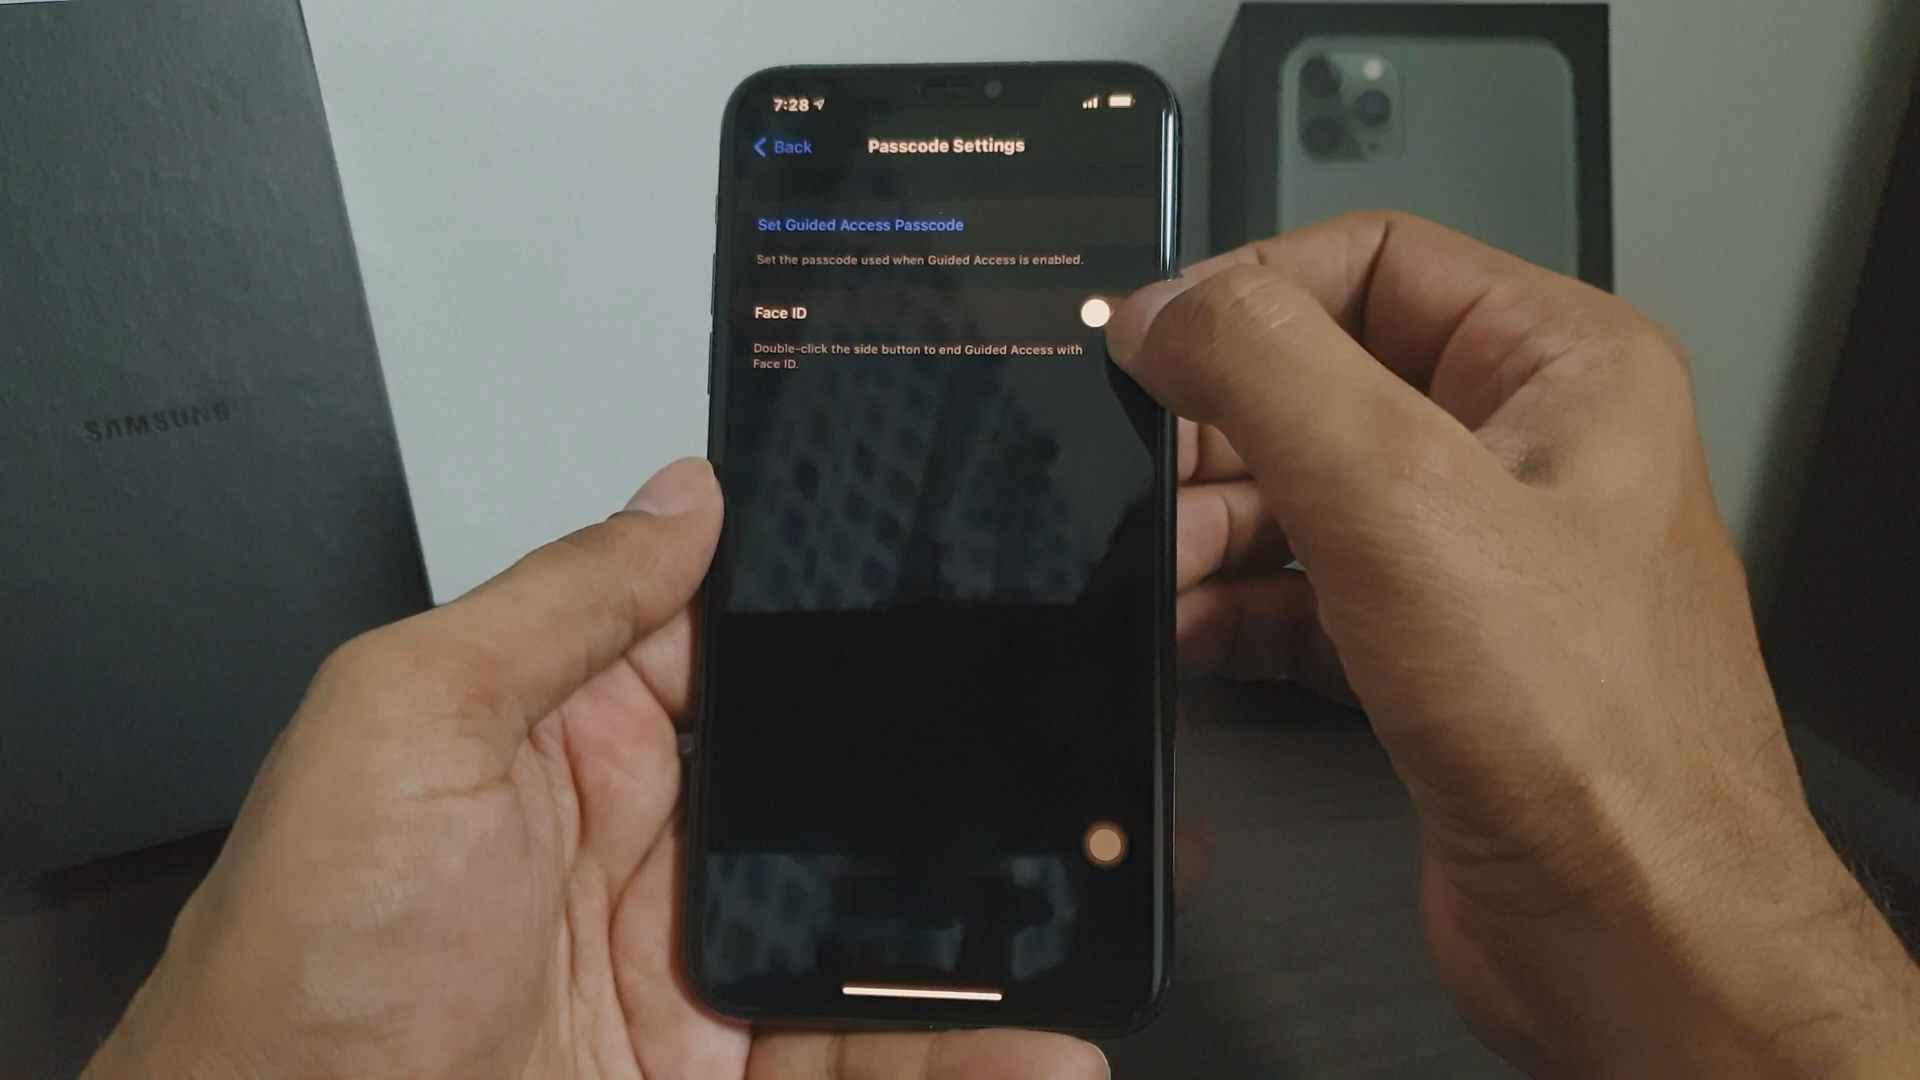 7:28
Back
Passcode Settings
Set Guided Access Passcode
Set the passcode used when Guided Access is enabled.
Face ID
Double-click the side button to end Guided Access with
Face ID.
SAMSUNG